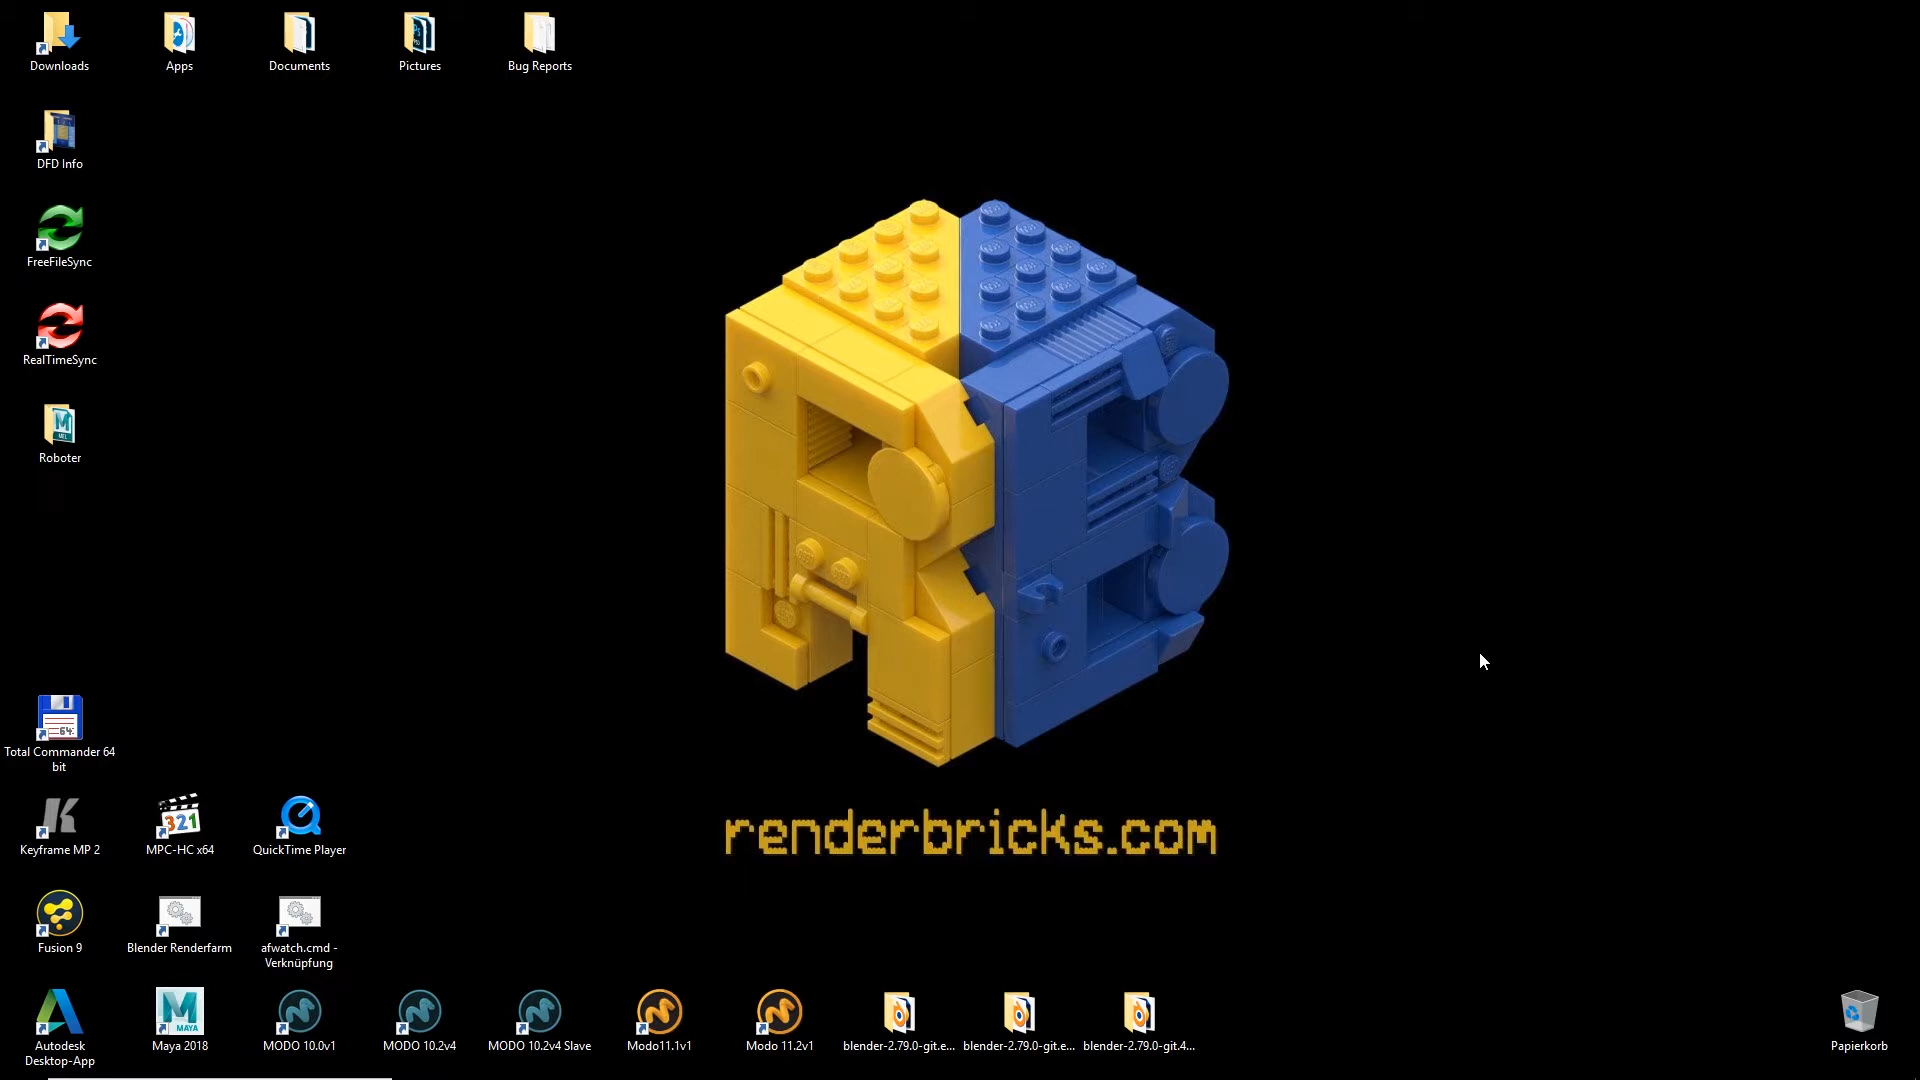 Downloads
Apps
Documents
Pictures
Bug Reports
DFD Info
FreeFileSync
RealTimeSync
Roboter
Total Commander 64
bit
Keyframe MP 2
MPC-HC x64
QuickTime Player
renderbricks.com
Fusion 9
Blender Renderfarm
afwatch.cmd -
Verknüpfung
Autodesk
Desktop-App
Maya 2018
MODO 10.0v1
MODO 10.2v4
MODO 10.2v4 Slave
Modo11.1v1
Modo 11.2v1
blender-2.79.0-git.e...
blender-2.79.0-git.e...
blender-2.79.0-git.4...
Papierkorb
64
321
MAYA